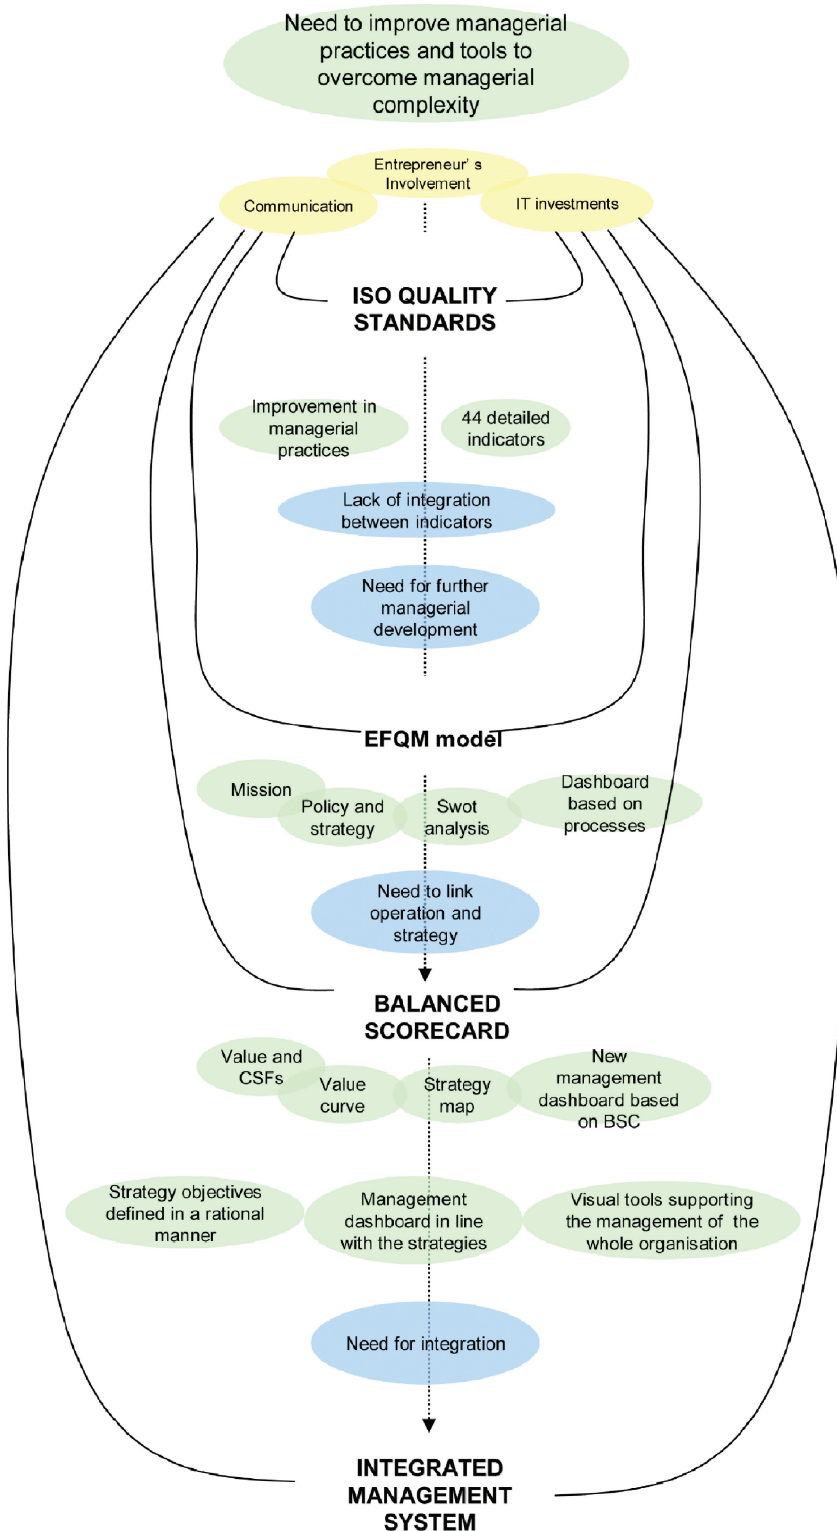 Need to improve managerial
practices and tools to
overcome managerial
complexity
Entrepreneur' s
Involvement
Communication
IT investments
ISO QUALITY
STANDARDS
Improvement in
managerial
practices
44 detailed
indicators
Lack of integration
between indicators
Need for further
managerial
development
EFQM model
Mission
Policy and
strategy
Swot
analysis
Dashboard
based on
processes
Need to link
operation and
strategy
BALANCED
SCORECARD
Value and
CSFs
Value
curve
Strategy
map
New
management
dashboard based
on BSC
Strategy objectives
defined in a rational
manner
Management
dashboard in line
with the strategies
Visual tools supporting
the management of the
whole organisation
Need for integration
INTEGRATED
MANAGEMENT
SYSTEM